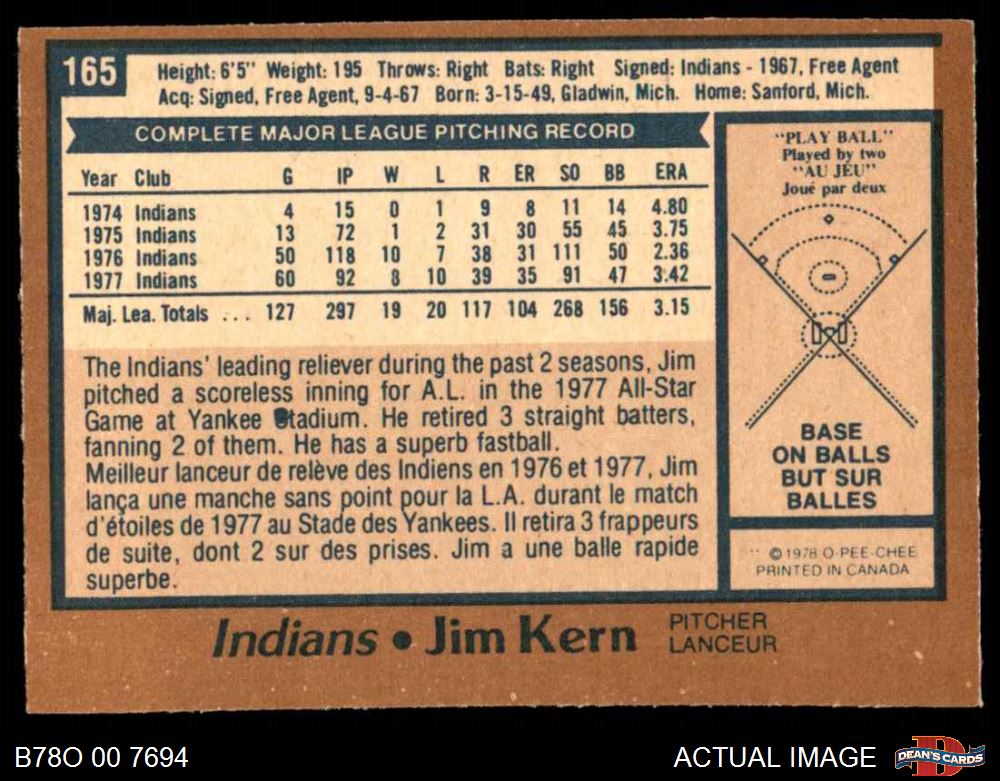 165
Height: 6'5" Weight: 195 Throws: Right Bats: Right Signed: Indians - 1967, Free Agent
Acq: Signed, Free Agent, 9-4-67 Born: 3-15-49, Gladwin, Mich. Home: Sanford, Mich.
COMPLETE MAJOR LEAGUE PITCHING RECORD
Year Club G IP W L R ER SO BB ERA
1974 Indians 4 15 0 1 9 8 11 14 4.80
1975 Indians 13 72 1 2 31 30 55 45 3.75
1976 Indians 50 118 10 7 38 31 111 50 2.36
1977 Indians 60 92 8 10 39 35 91 47 3.42
Maj. Lea. Totals ... 127 297 19 20 117 104 268 156 3.15
The Indians' leading reliever during the past 2 seasons, Jim
pitched a scoreless inning for A.L. in the 1977 All-Star
Game at Yankee Stadium. He retired 3 straight batters,
fanning 2 of them. He has a superb fastball.
Meilleur lanceur de relève des Indiens en 1976 et 1977, Jim
lança une manche sans point pour la L.A. durant le match
d'étoiles de 1977 au Stade des Yankees. Il retira 3 frappeurs
de suite, dont 2 sur des prises. Jim a une balle rapide
superbe.
"PLAY BALL"
Played by two
"AU JEU"
Joué par deux
BASE
ON BALLS
BUT SUR
BALLES
© 1978 O-PEE-CHEE
PRINTED IN CANADA
Indians • Jim Kern
PITCHER
LANCEUR
B78O 00 7694
ACTUAL IMAGE
D
DEAN'S CARDS